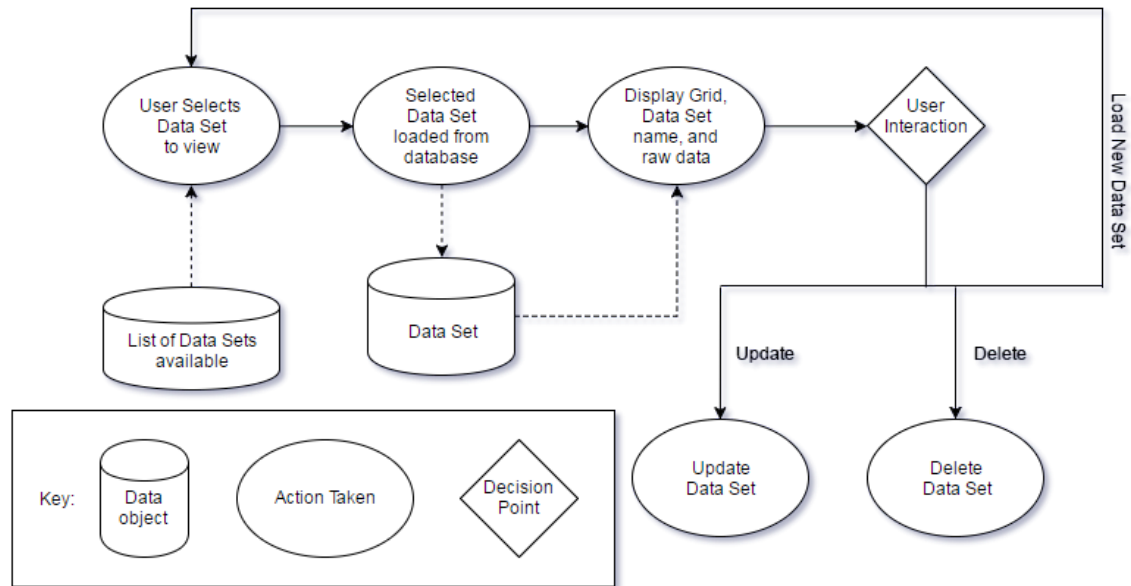 User Selects
Data Set
to view
Selected
Data Set
loaded from
database
Display Grid,
Data Set
name, and
raw data
User
Interaction
Load New Data Set
List of Data Sets
available
Data Set
Update
Delete
Update
Data Set
Delete
Data Set
Key:
Data
object
Action Taken
Decision
Point